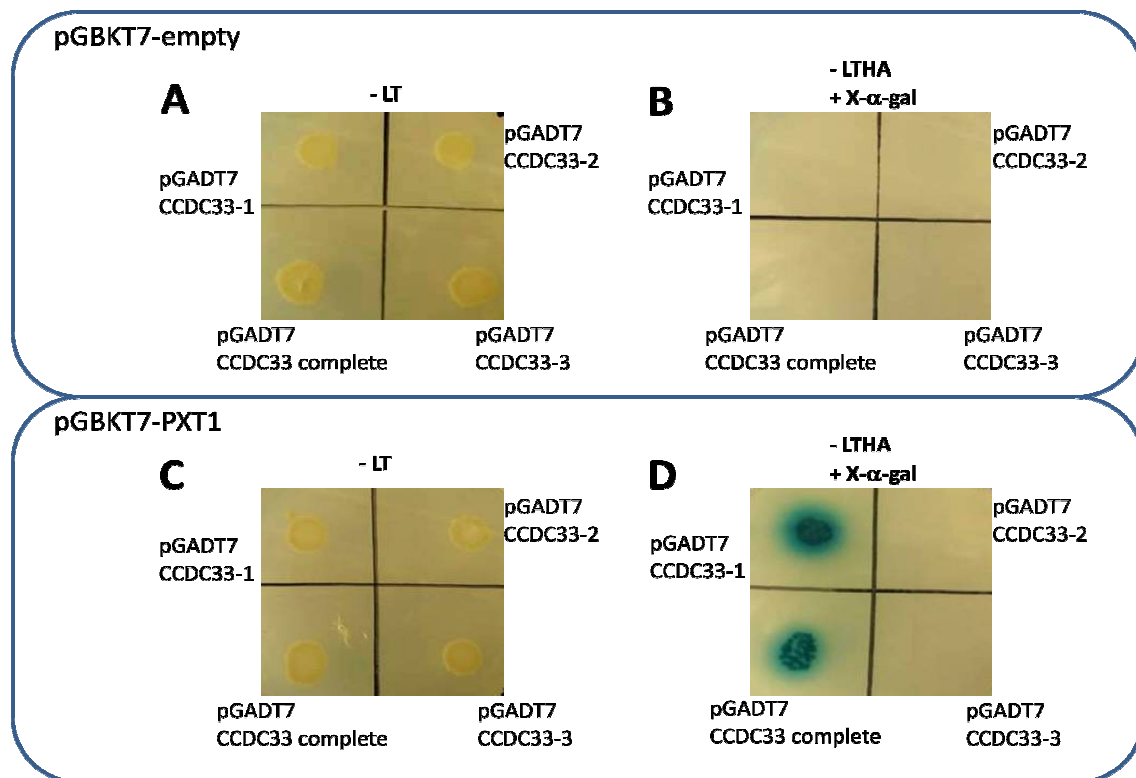 pGBKT7-empty
A
- LT
pGADT7
CCDC33-1
pGADT7
CCDC33-2
pGADT7
CCDC33 complete
pGADT7
CCDC33-3
B
- LTHA
+ X-α-gal
pGADT7
CCDC33-1
pGADT7
CCDC33-2
pGADT7
CCDC33 complete
pGADT7
CCDC33-3
pGBKT7-PXT1
C
- LT
pGADT7
CCDC33-1
pGADT7
CCDC33-2
pGADT7
CCDC33 complete
pGADT7
CCDC33-3
D
- LTHA
+ X-α-gal
pGADT7
CCDC33-1
pGADT7
CCDC33-2
pGADT7
CCDC33 complete
pGADT7
CCDC33-3